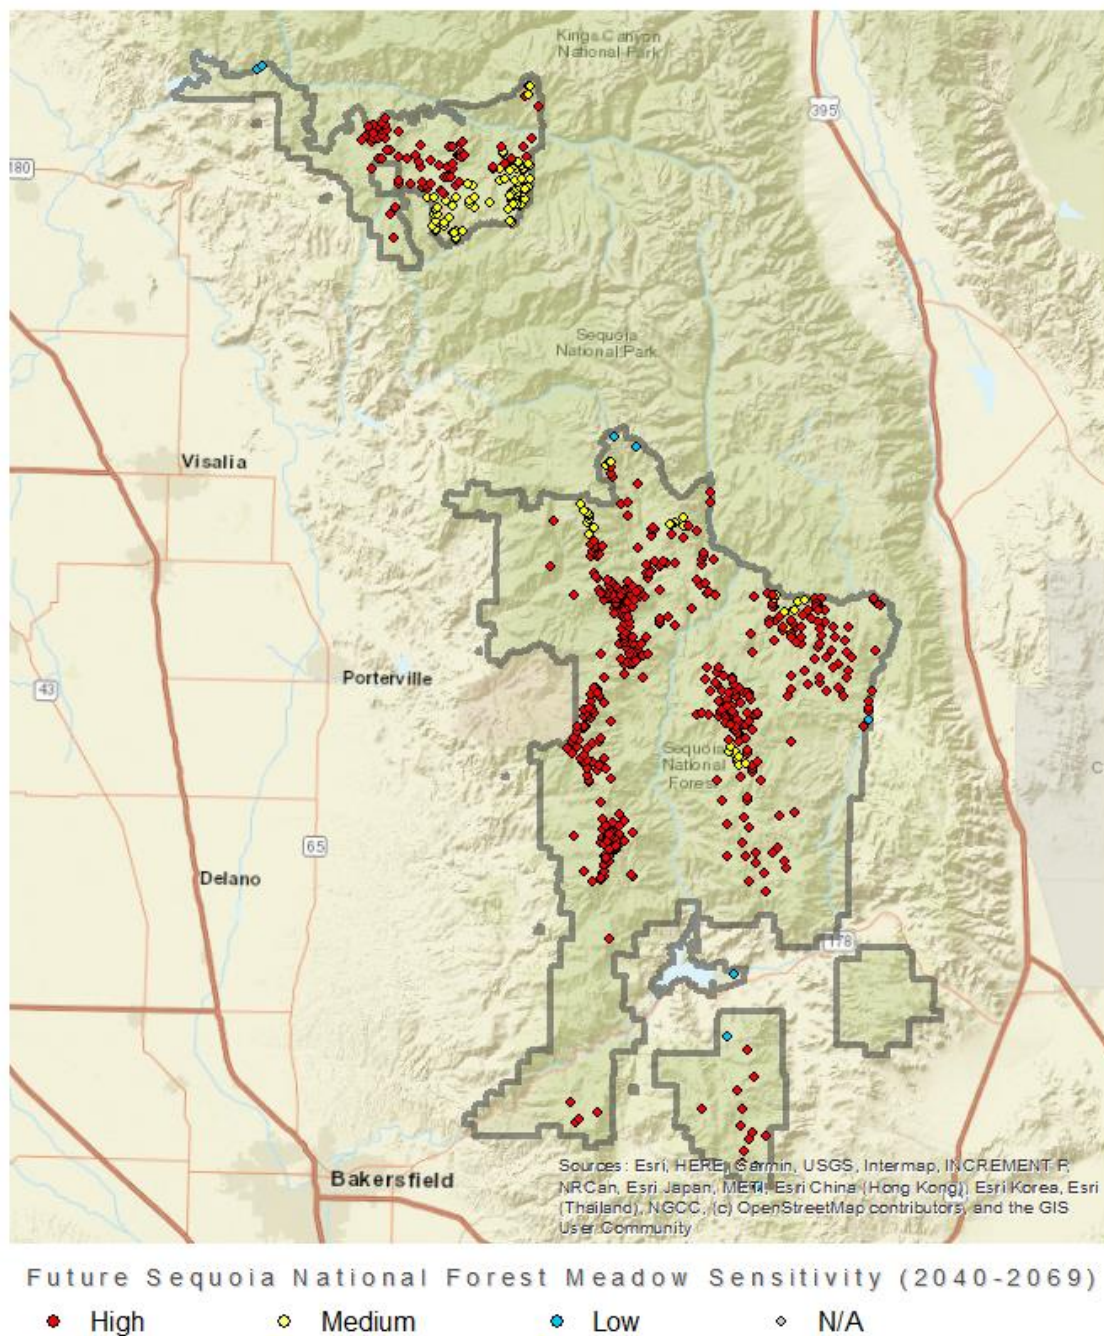 Kings Canyon
National Park
395
180
Sequoia
National Park
Visalia
43
Porterville
Sequoia
National
Forest
65
Delano
178
Bakersfield
Sources: Esri, HERE, Garmin, USGS, Intermap, INCREMENT P,
NRCan, Esri Japan, METI, Esri China (Hong Kong), Esri Korea, Esri
(Thailand), NGCC, (c) OpenStreetMap contributors, and the GIS
User Community
Future Sequoia National Forest Meadow Sensitivity (2040-2069)
High
Medium
Low
N/A